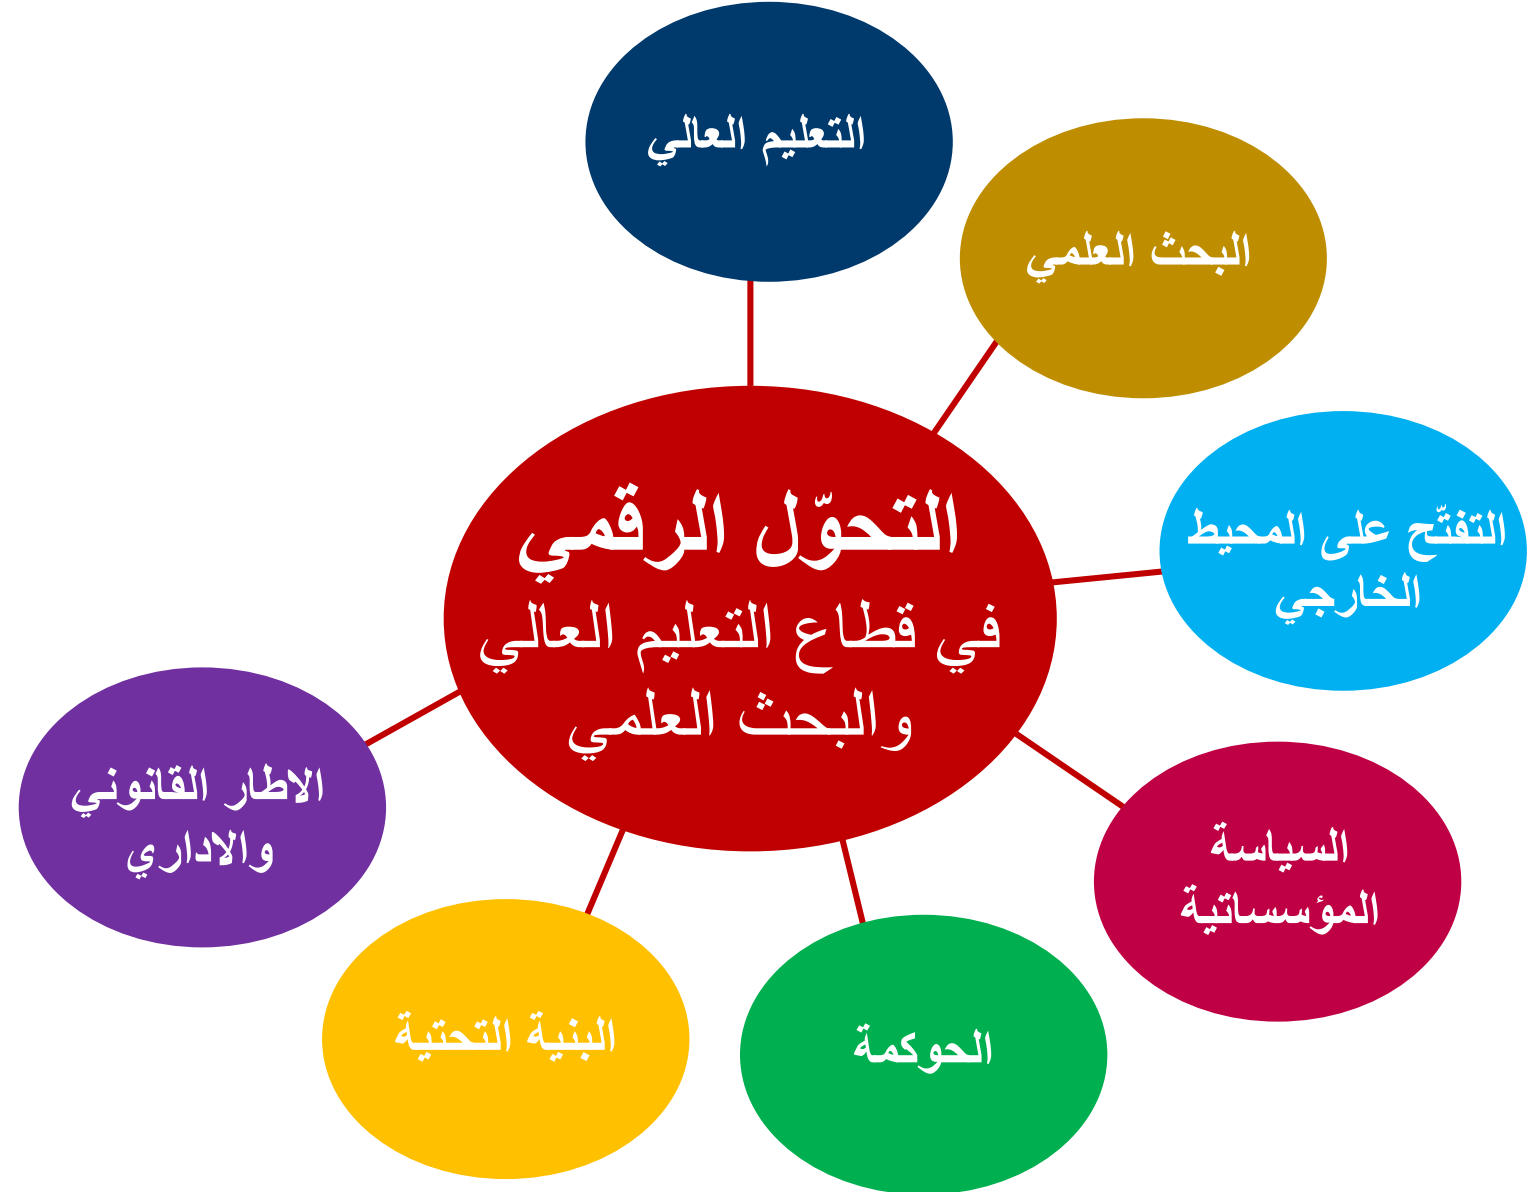 التعليم العالي
البحث العلمي
التفتّح على المحيط
الخارجي
التحوّل الرقمي
في قطاع التعليم العالي
والبحث العلمي
السياسة
المؤسساتية
الاطار القانوني
والاداري
البنية التحتية
الحوكمة